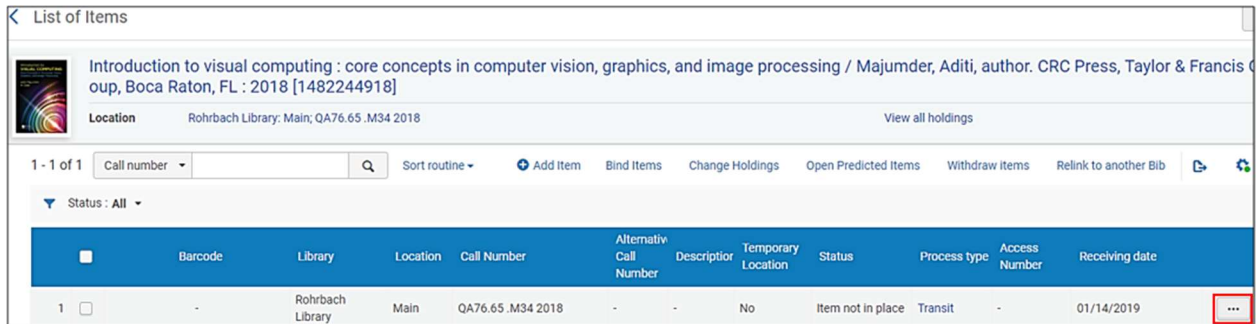 List of Items
Introduction to visual computing : core concepts in computer vision, graphics, and image processing / Majumder, Aditi, author. CRC Press, Taylor & Francis
oup, Boca Raton, FL : 2018 [1482244918]
Location Rohrbach Library: Main; QA76.65 .M34 2018 View all holdings
1 - 1 of 1 Call number Sort routine Add Item Bind Items Change Holdings Open Predicted Items Withdraw items Relink to another Bib
Status : All
Barcode Library Location Call Number Alternativ Call Number Description Temporary Location Status Process type Access Number Receiving date
1 - Rohrbach Library Main QA76.65 .M34 2018 - - No Item not in place Transit - 01/14/2019 ...